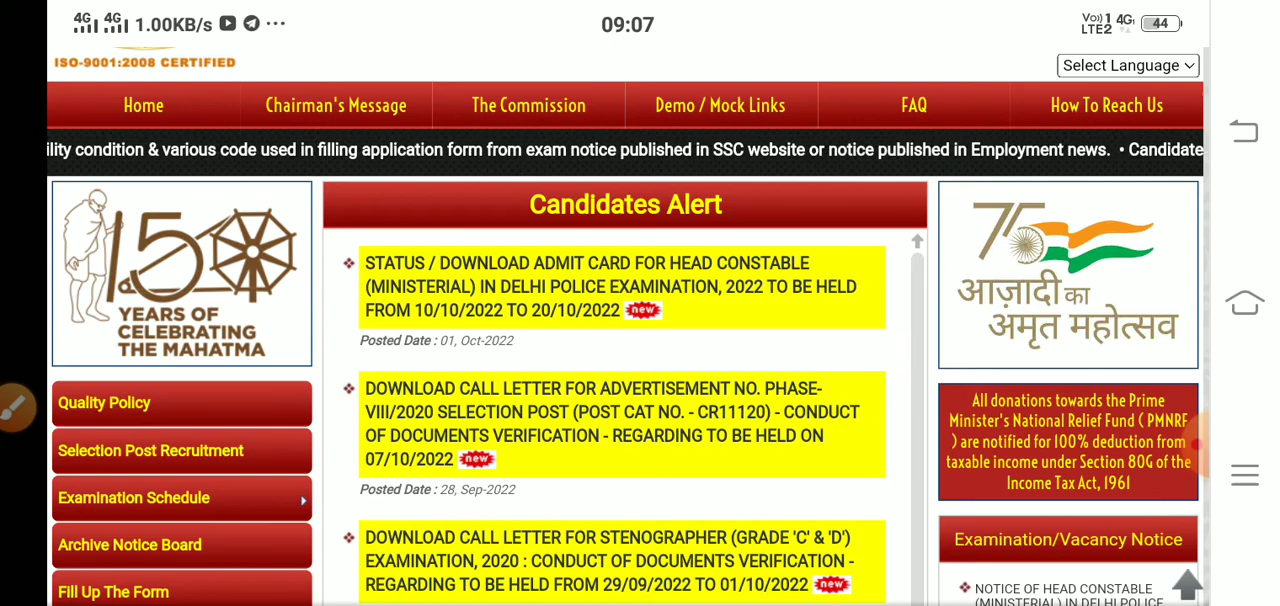 4G 4G 1.00KB/s 09:07 Vo)) 1 4G LTE2 44
ISO-9001:2008 CERTIFIED
Select Language
Home Chairman's Message The Commission Demo / Mock Links FAQ How To Reach Us
ility condition & various code used in filling application form from exam notice published in SSC website or notice published in Employment news. • Candidate
150
YEARS OF
CELEBRATING
THE MAHATMA
Quality Policy
Selection Post Recruitment
Examination Schedule
Archive Notice Board
Fill Up The Form
Candidates Alert
STATUS / DOWNLOAD ADMIT CARD FOR HEAD CONSTABLE
(MINISTERIAL) IN DELHI POLICE EXAMINATION, 2022 TO BE HELD
FROM 10/10/2022 TO 20/10/2022 new
Posted Date : 01, Oct-2022
DOWNLOAD CALL LETTER FOR ADVERTISEMENT NO. PHASE-
VIII/2020 SELECTION POST (POST CAT NO. - CR11120) - CONDUCT
OF DOCUMENTS VERIFICATION - REGARDING TO BE HELD ON
07/10/2022 new
Posted Date : 28, Sep-2022
DOWNLOAD CALL LETTER FOR STENOGRAPHER (GRADE 'C' & 'D')
EXAMINATION, 2020 : CONDUCT OF DOCUMENTS VERIFICATION -
REGARDING TO BE HELD FROM 29/09/2022 TO 01/10/2022 new
75
आज़ादी का
अमृत महोत्सव
All donations towards the Prime
Minister's National Relief Fund ( PMNRF
) are notified for 100% deduction from
taxable income under Section 80G of the
Income Tax Act, 1961
Examination/Vacancy Notice
NOTICE OF HEAD CONSTABLE
(MINISTERIAL) IN DELHI POLICE